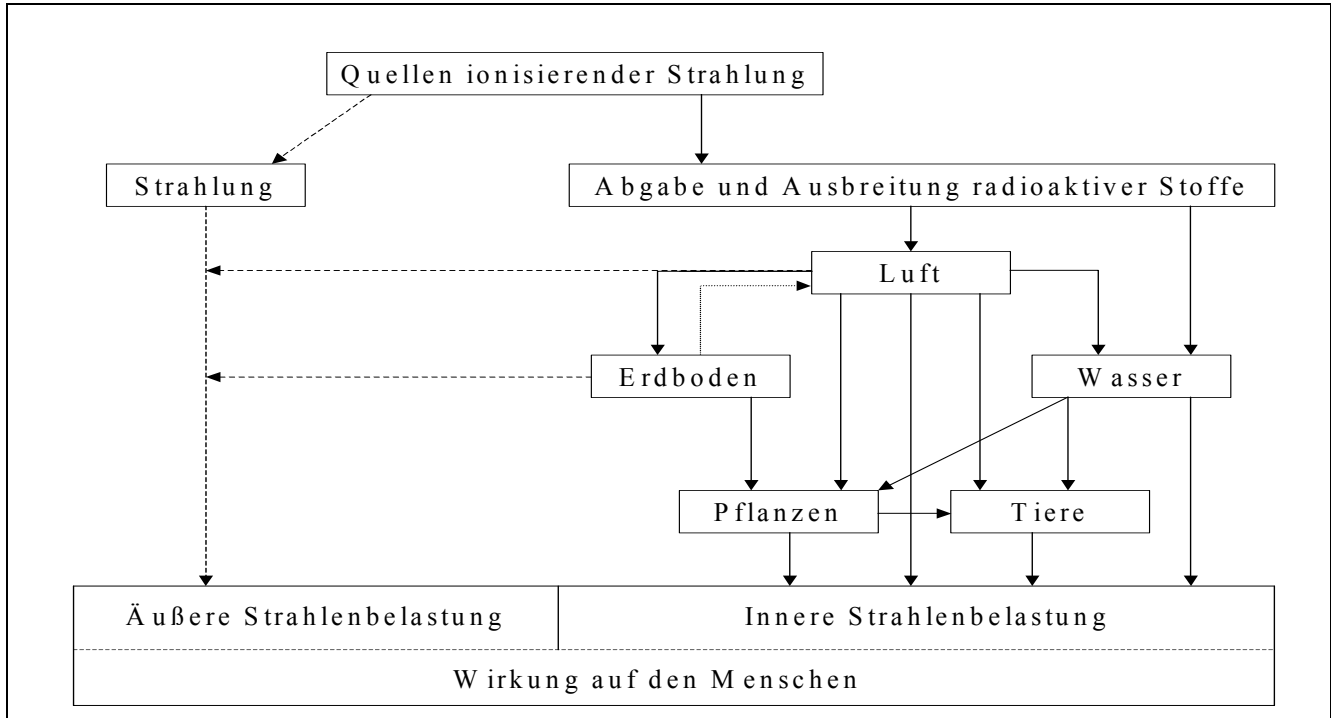 Quellen ionisierender Strahlung
Strahlung
Abgabe und Ausbreitung radioaktiver Stoffe
Luft
Erdboden
Wasser
Pflanzen
Tiere
Äußere Strahlenbelastung
Innere Strahlenbelastung
Wirkung auf den Menschen